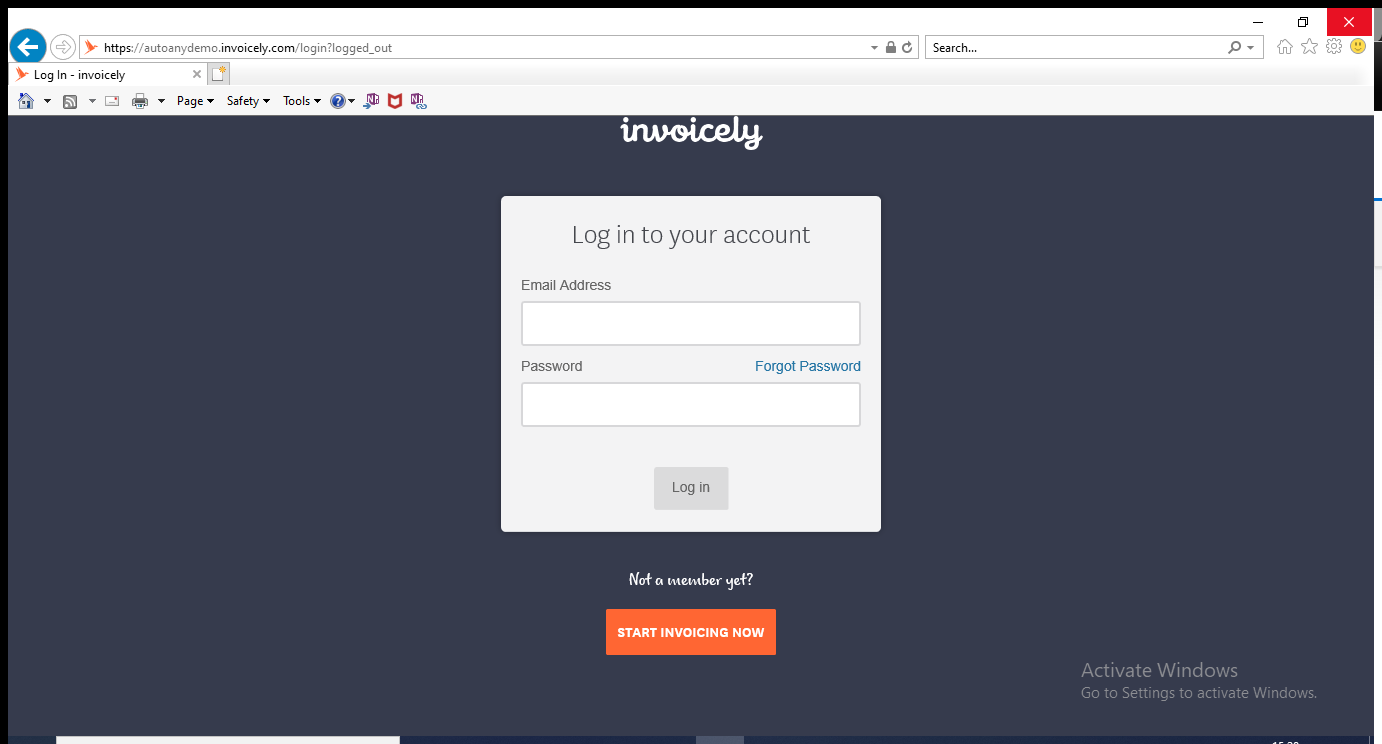 https://autoanydemo.invoicely.com/login?logged_out
Search...
Log In - invoicely
Page
Safety
Tools
invoicely
Log in to your account
Email Address
Password
Forgot Password
Log in
Not a member yet?
START INVOICING NOW
Activate Windows
Go to Settings to activate Windows.